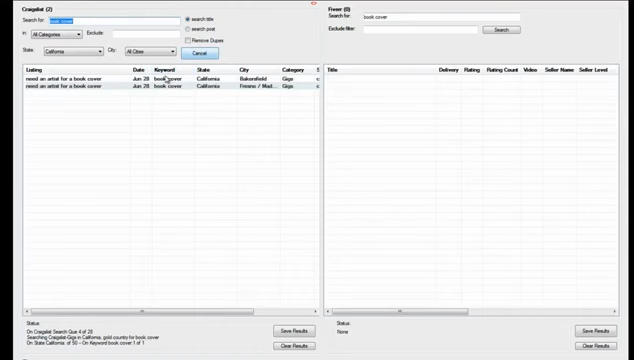 Craigslist (2)
Search for: book cover
search title
search post
in: All Categories Exclude:
Remove Dupes
State: California City: All Cities Cancel
Listing Date Keyword State City Category S
need an artist for a book cover Jun 28 book cover California Bakersfield Gigs
need an artist for a book cover Jun 28 book cover California Fresno / Mad... Gigs
Status:
On Craigslist Search Que 4 of 28
Searching Craigslist-Gigs in California, gold country for book cover
On State California: of 50 -- On Keyword book cover 1 of 1
Save Results
Clear Results
Fiverr (0)
Search for: book cover
Exclude filter: Search
Title Delivery Rating Rating Count Video Seller Name Seller Level
Status:
None
Save Results
Clear Results